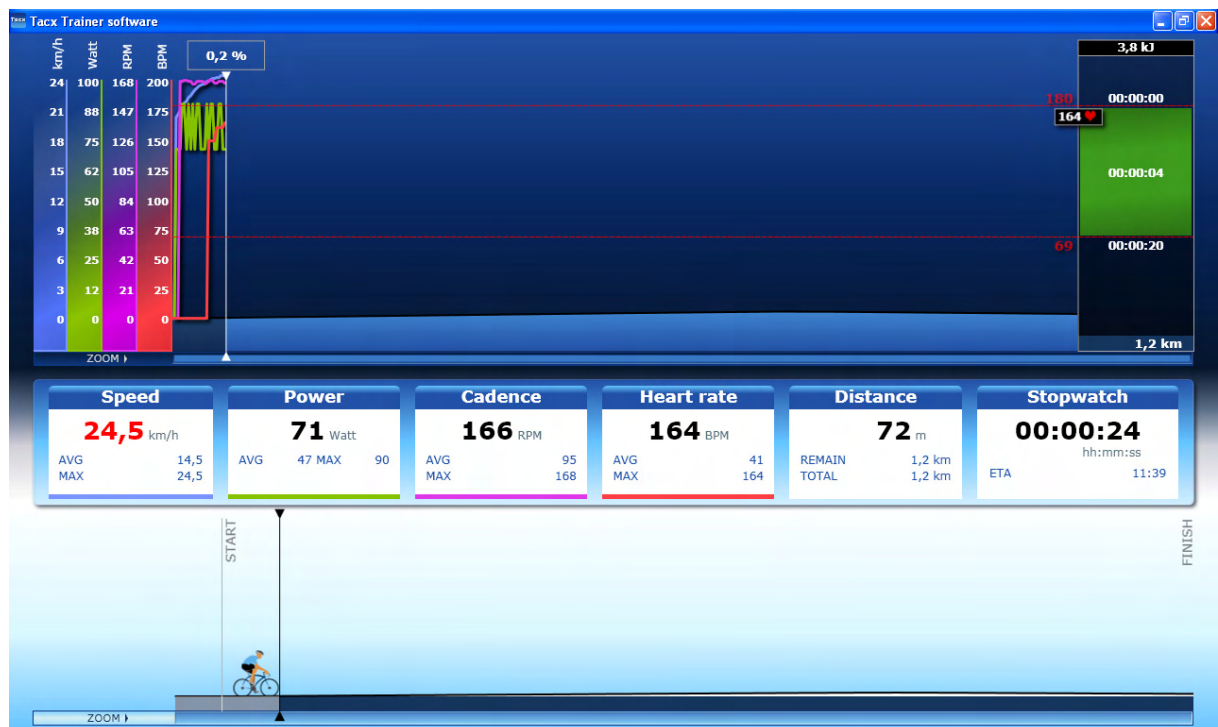 Tacx Tacx Trainer software
km/h Watt RPM BPM
0,2 %
3,8 kJ
24 100 168 200
21 88 147 175
18 75 126 150
15 62 105 125
12 50 84 100
9 38 63 75
6 25 42 50
3 12 21 25
0 0 0 0
180 00:00:00
164
00:00:04
69 00:00:20
1,2 km
ZOOM
Speed
24,5 km/h
AVG 14,5
MAX 24,5
Power
71 Watt
AVG 47 MAX 90
Cadence
166 RPM
AVG 95
MAX 168
Heart rate
164 BPM
AVG 41
MAX 164
Distance
72 m
REMAIN 1,2 km
TOTAL 1,2 km
Stopwatch
00:00:24
hh:mm:ss
ETA 11:39
START
FINISH
ZOOM